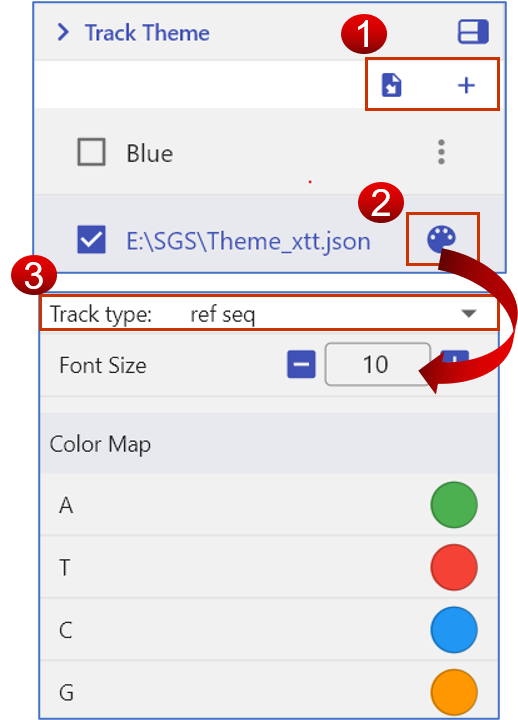 1
Track Theme
Blue
2
E:\SGS\Theme_xtt.json
3
Track type: ref seq
Font Size 10
Color Map
A
T
C
G